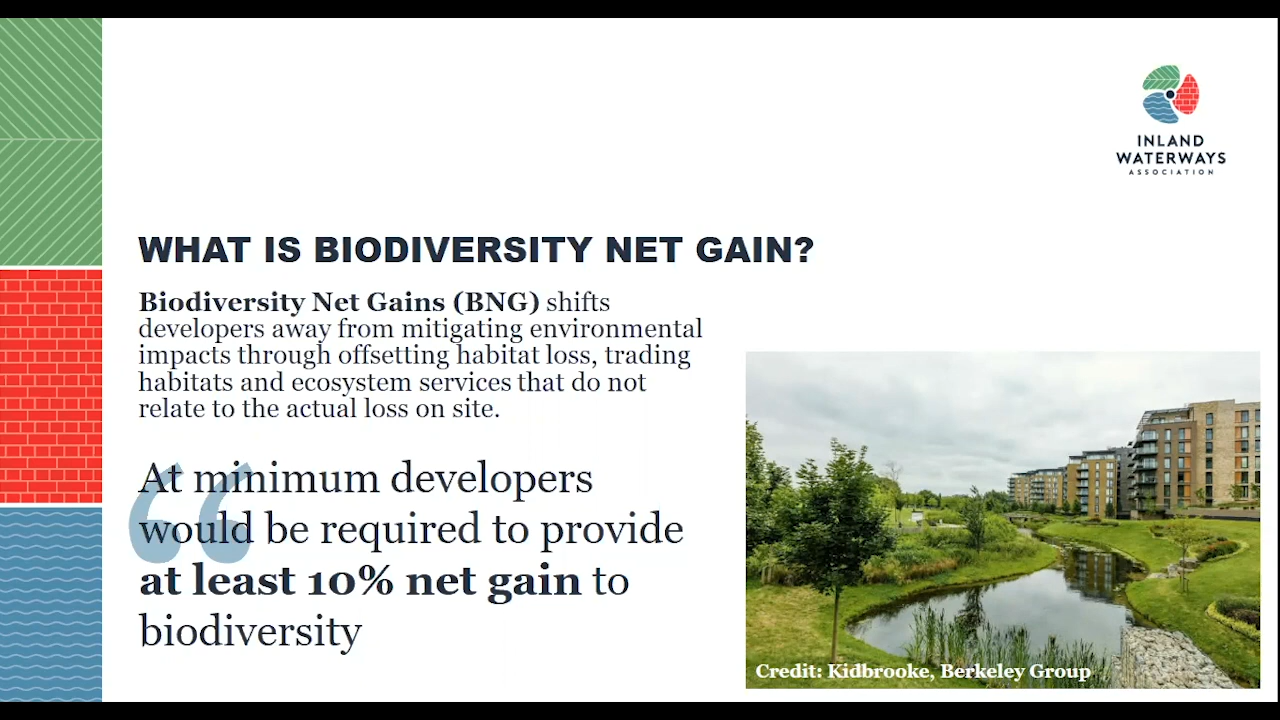 INLAND
WATERWAYS
ASSOCIATION
WHAT IS BIODIVERSITY NET GAIN?
Biodiversity Net Gains (BNG) shifts
developers away from mitigating environmental
impacts through offsetting habitat loss, trading
habitats and ecosystem services that do not
relate to the actual loss on site.
“
At minimum developers
would be required to provide
at least 10% net gain to
biodiversity
Credit: Kidbrooke, Berkeley Group